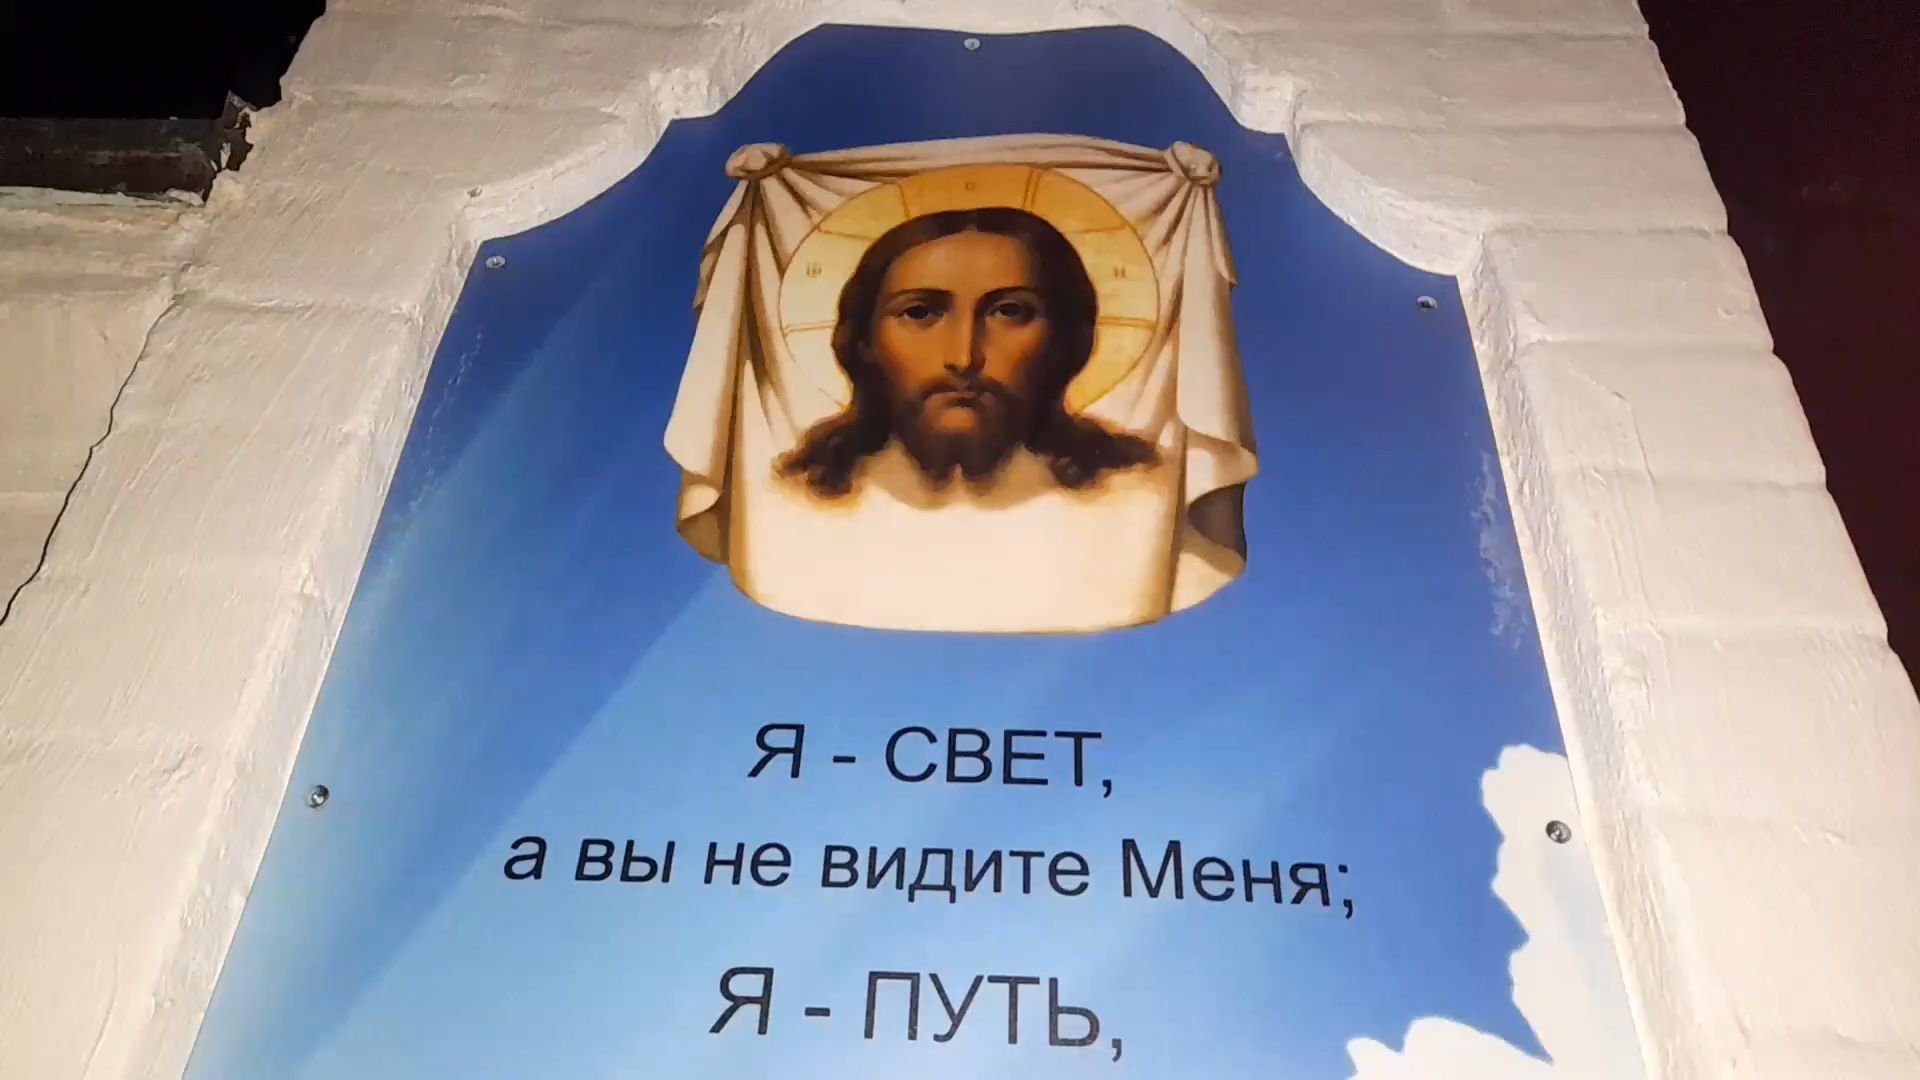 Я - СВЕТ,
а вы не видите Меня;
Я - ПУТЬ,